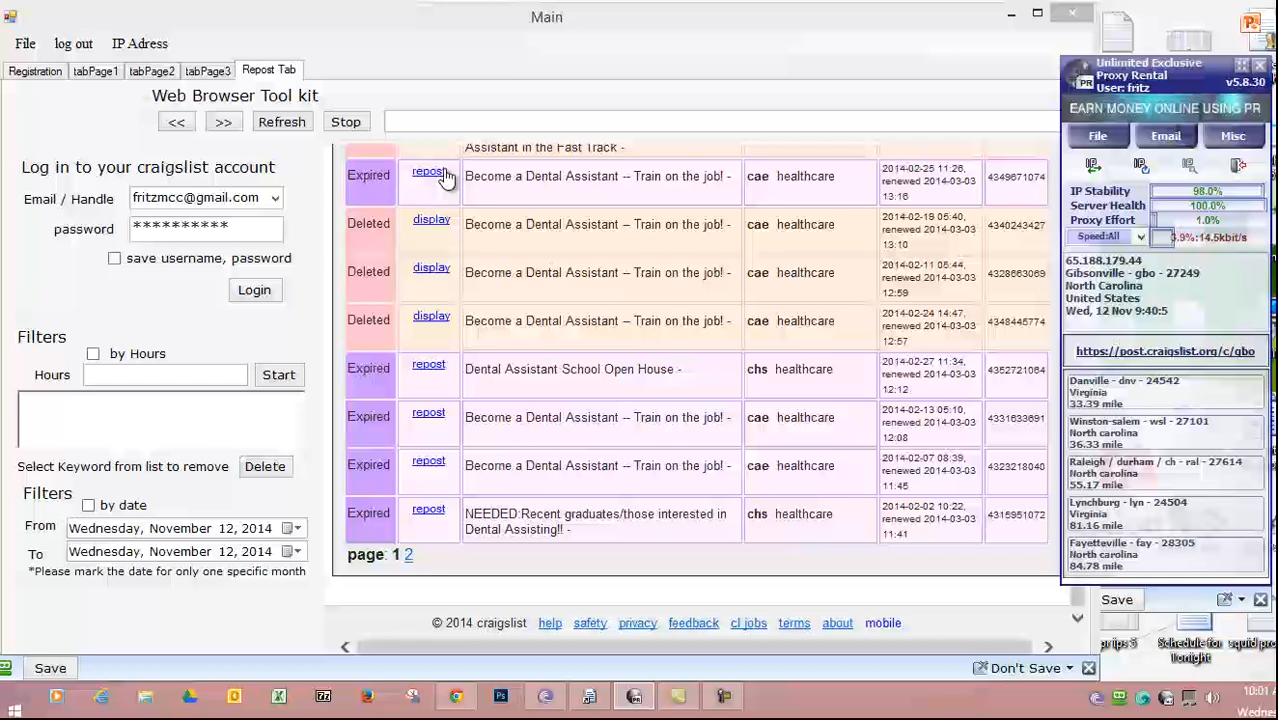 Main
File log out IP Adress
Registration tabPage1 tabPage2 tabPage3 Repost Tab
Web Browser Tool kit
<< >> Refresh Stop
Log in to your craigslist account
Email / Handle fritzmcc@gmail.com
password **********
save username, password
Login
Filters
by Hours
Hours Start
Select Keyword from list to remove Delete
Filters
by date
From Wednesday, November 12, 2014
To Wednesday, November 12, 2014
*Please mark the date for only one specific month
Assistant in the Fast Track -
Expired repost Become a Dental Assistant -- Train on the job! - cae healthcare 2014-02-25 11:26, renewed 2014-03-03 13:16 4349671074
Deleted display Become a Dental Assistant -- Train on the job! - cae healthcare 2014-02-19 05:40, renewed 2014-03-03 13:10 4340243427
Deleted display Become a Dental Assistant -- Train on the job! - cae healthcare 2014-02-11 05:44, renewed 2014-03-03 12:59 4328663069
Deleted display Become a Dental Assistant -- Train on the job! - cae healthcare 2014-02-24 14:47, renewed 2014-03-03 12:57 4348445774
Expired repost Dental Assistant School Open House - chs healthcare 2014-02-27 11:34, renewed 2014-03-03 12:12 4352721064
Expired repost Become a Dental Assistant -- Train on the job! - cae healthcare 2014-02-13 05:10, renewed 2014-03-03 12:08 4331633691
Expired repost Become a Dental Assistant -- Train on the job! - cae healthcare 2014-02-07 08:39, renewed 2014-03-03 11:45 4323218040
Expired repost NEEDED:Recent graduates/those interested in Dental Assisting!! - chs healthcare 2014-02-02 10:22, renewed 2014-03-03 11:41 4315951072
page: 1 2
© 2014 craigslist help safety privacy feedback cl jobs terms about mobile
Save Don't Save
Unlimited Exclusive
Proxy Rental
PR User: fritz v5.8.30
EARN MONEY ONLINE USING PR
File Email Misc
IP Stability 98.0%
Server Health 100.0%
Proxy Effort 1.0%
Speed:All 3.9%:14.5kbit/s
65.188.179.44
Gibsonville - gbo - 27249
North Carolina
United States
Wed, 12 Nov 9:40:5
https://post.craigslist.org/c/gbo
Danville - dnv - 24542
Virginia
33.39 mile
Winston-salem - wsl - 27101
North carolina
36.33 mile
Raleigh / durham / ch - ral - 27614
North carolina
55.17 mile
Lynchburg - lyn - 24504
Virginia
81.16 mile
Fayetteville - fay - 28305
North carolina
84.78 mile
Save
Schedule for
Tonight
10:01